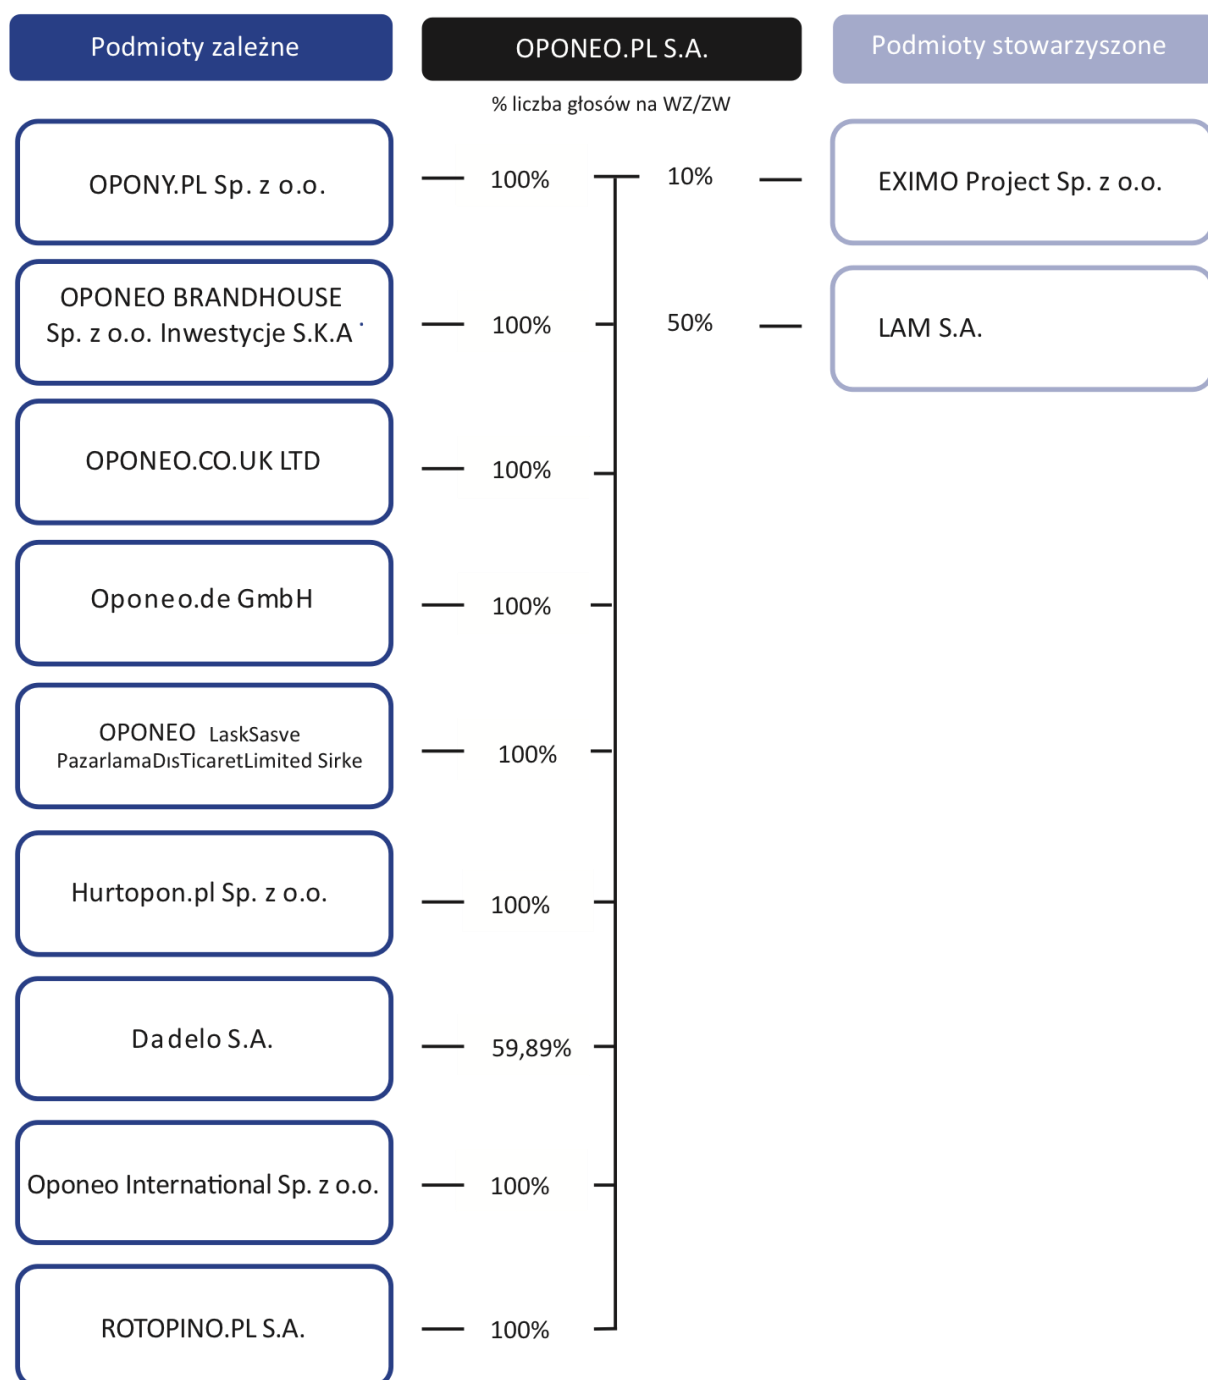 Podmioty zależne
OPONEO.PL S.A.
Podmioty stowarzyszone
% liczba głosów na WZ/ZW
OPONY.PL Sp. z o.o.
100%
10%
EXIMO Project Sp. z o.o.
OPONEO BRANDHOUSE
Sp. z o.o. Inwestycje S.K.A
100%
50%
LAM S.A.
OPONEO.CO.UK LTD
100%
Oponeo.de GmbH
100%
OPONEO LaskSasve
PazarlamaDısTicaretLimited Sirke
100%
Hurtopon.pl Sp. z o.o.
100%
Dadelo S.A.
59,89%
Oponeo International Sp. z o.o.
100%
ROTOPINO.PL S.A.
100%